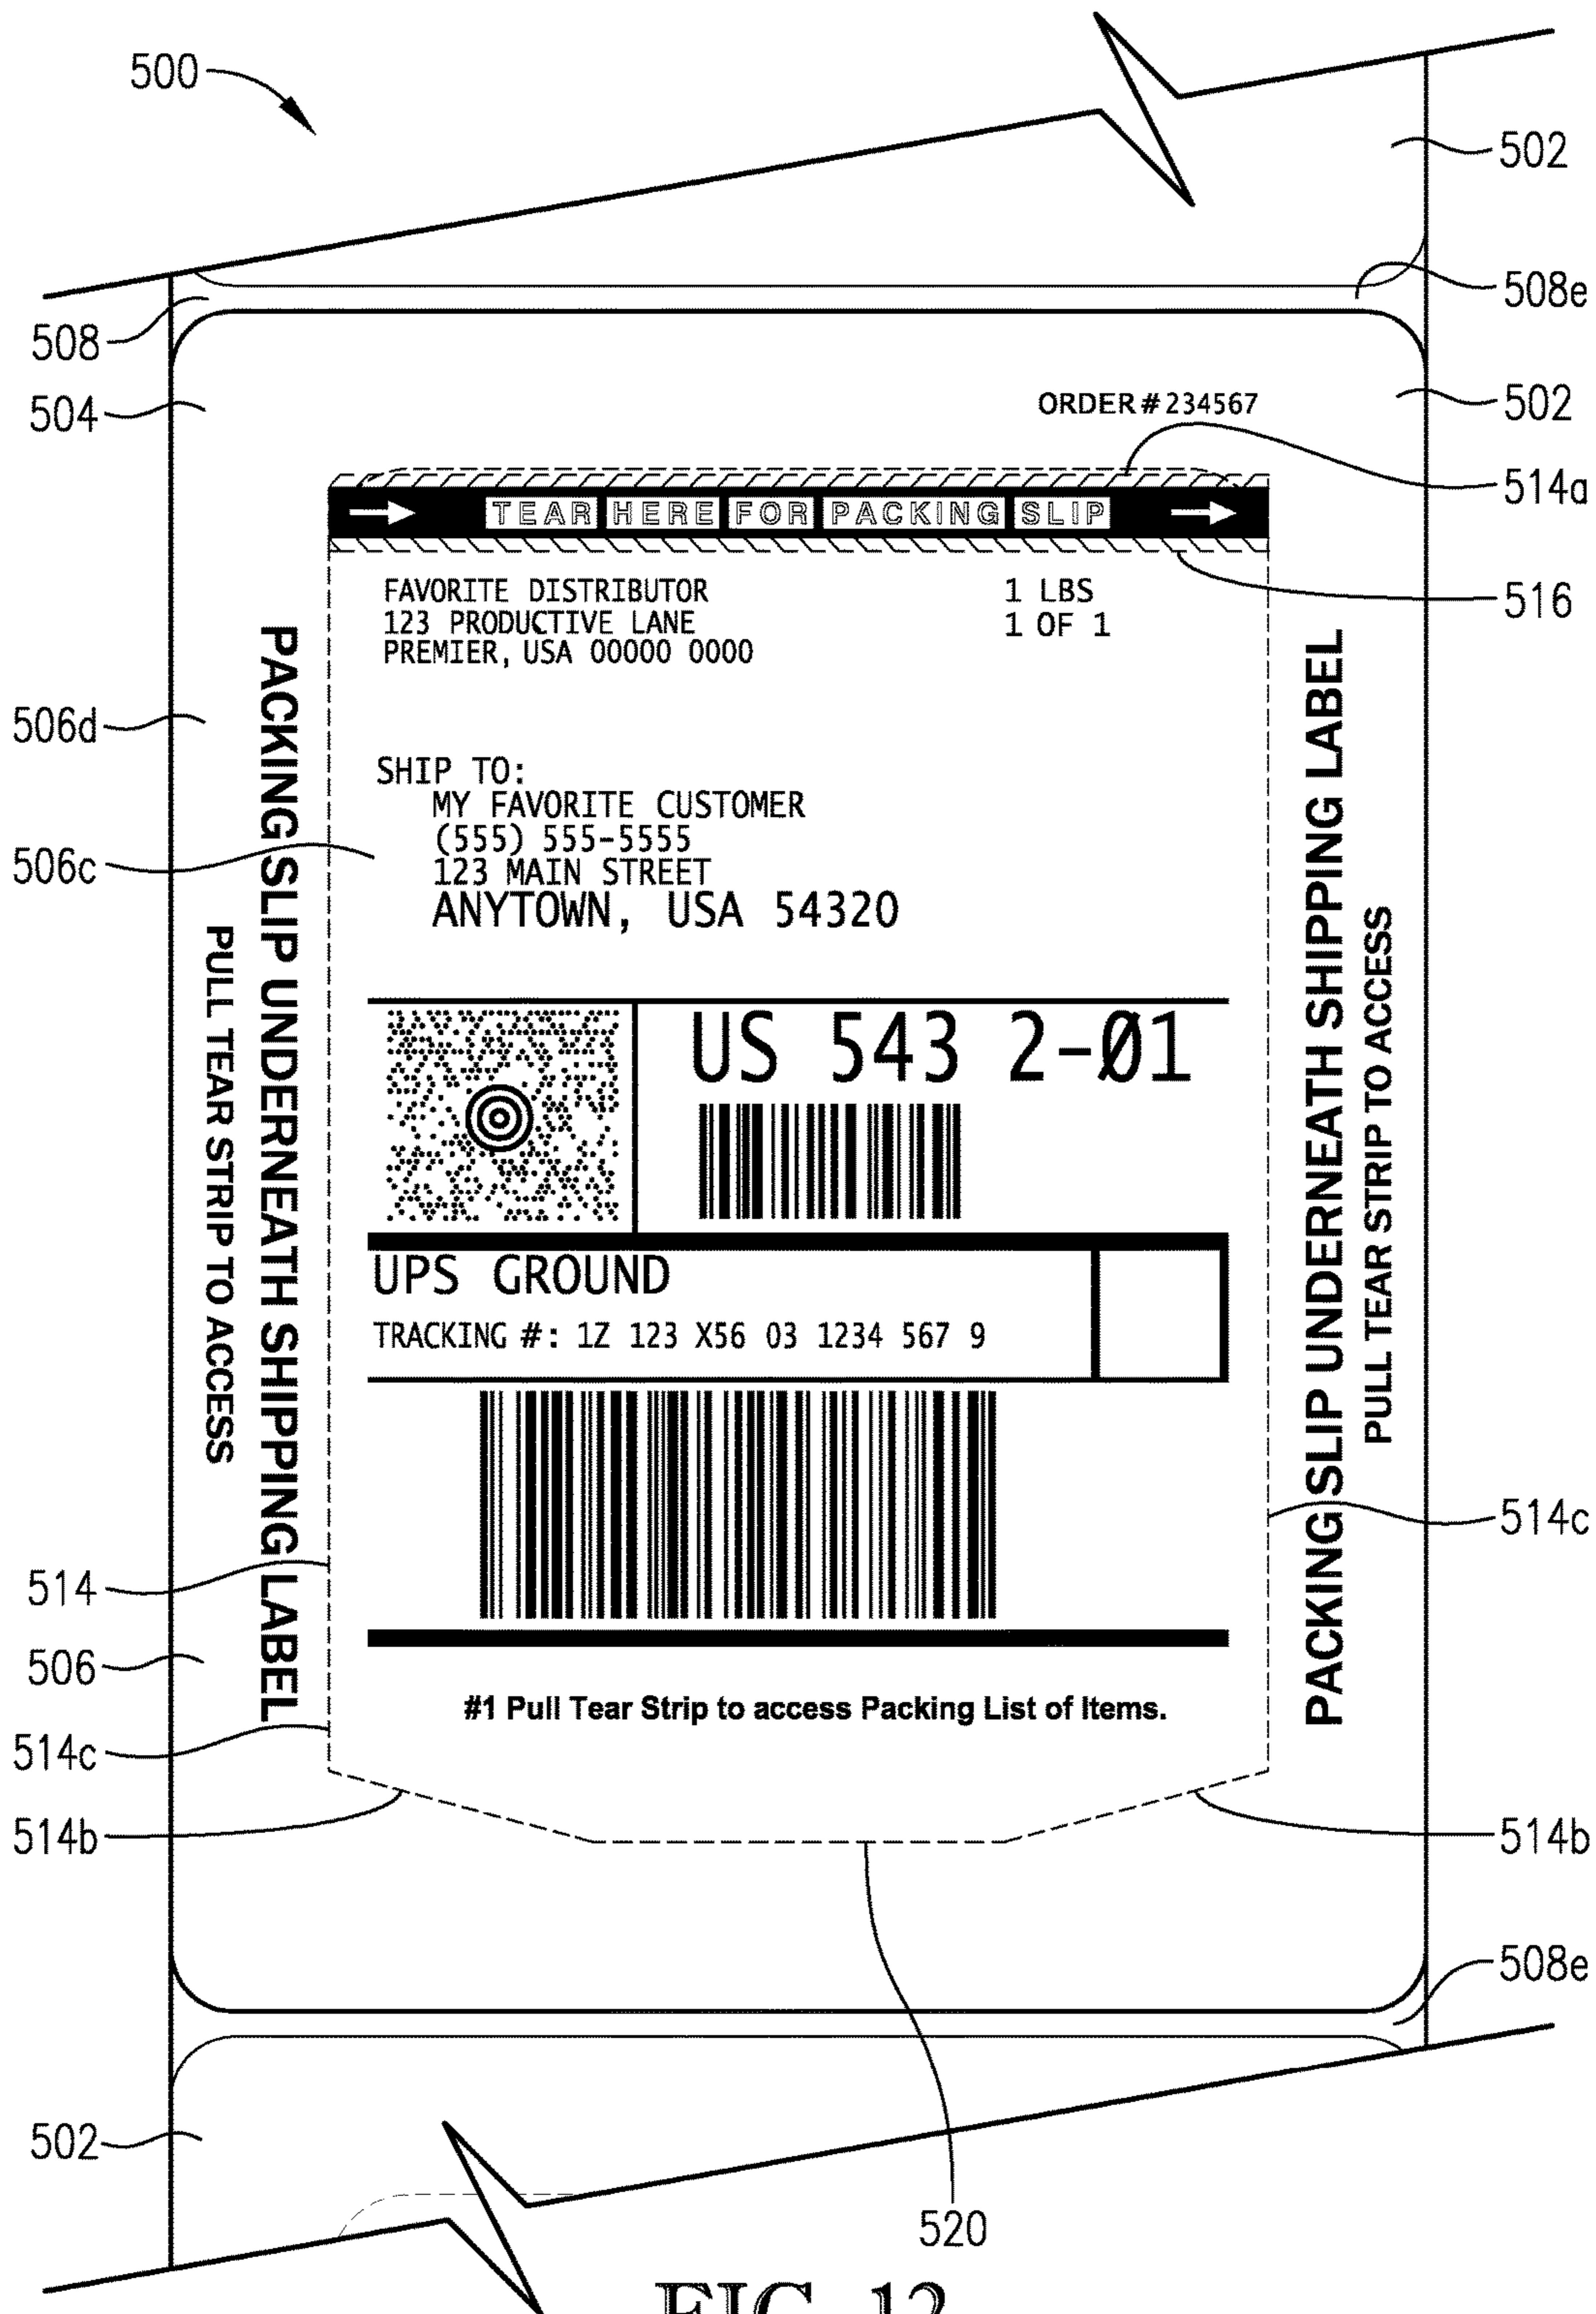 500
502
508e
508
504
ORDER # 234567
502
514a
TEAR HERE FOR PACKING SLIP
516
FAVORITE DISTRIBUTOR
123 PRODUCTIVE LANE
PREMIER, USA 00000 0000
1 LBS
1 OF 1
506d
SHIP TO:
MY FAVORITE CUSTOMER
(555) 555-5555
123 MAIN STREET
ANYTOWN, USA 54320
506c
PACKING SLIP UNDERNEATH SHIPPING LABEL
PULL TEAR STRIP TO ACCESS
PACKING SLIP UNDERNEATH SHIPPING LABEL
PULL TEAR STRIP TO ACCESS
US 543 2-01
UPS GROUND
TRACKING #: 1Z 123 X56 03 1234 567 9
514c
514
506
#1 Pull Tear Strip to access Packing List of Items.
514c
514b
514b
508e
502
520
FIG. 12